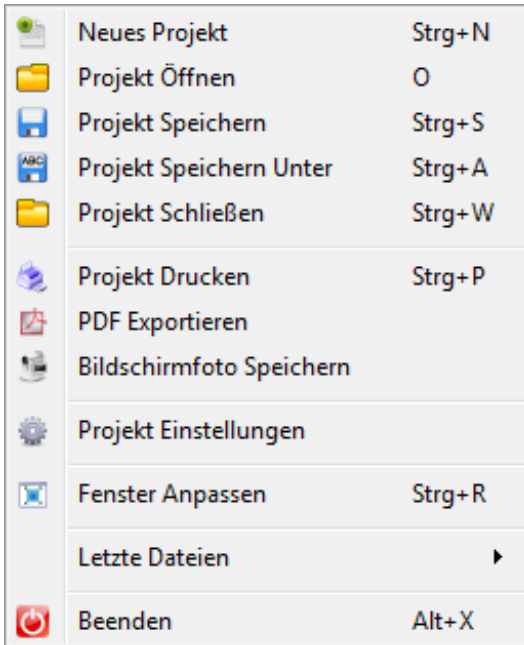 Neues Projekt Strg+N
Projekt Öffnen O
Projekt Speichern Strg+S
ABC Projekt Speichern Unter Strg+A
Projekt Schließen Strg+W
Projekt Drucken Strg+P
PDF Exportieren
Bildschirmfoto Speichern
Projekt Einstellungen
Fenster Anpassen Strg+R
Letzte Dateien
Beenden Alt+X